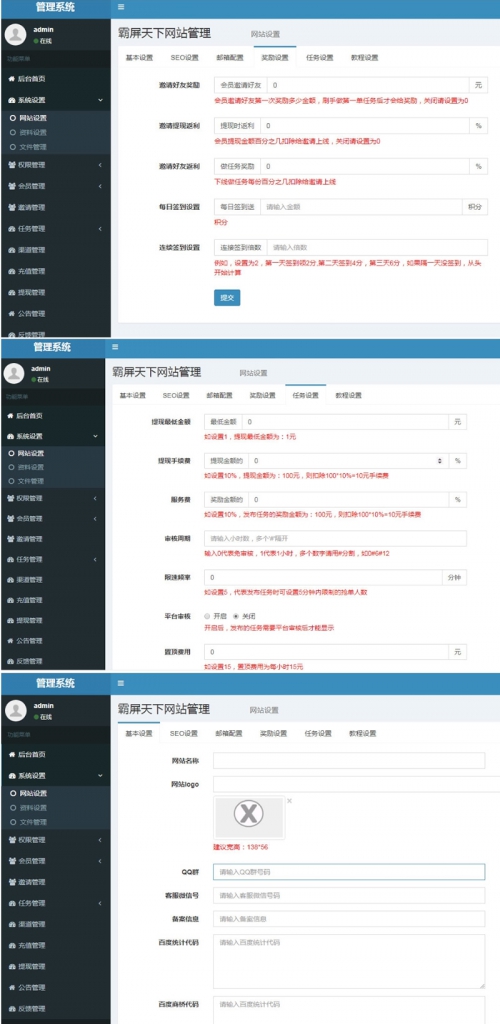 管理系统
admin
在线
霸屏天下网站管理 网站设置
功能菜单
基本设置 SEO设置 邮箱配置 奖励设置 任务设置 教程设置
后台首页
系统设置
网站设置
资料设置
文件管理
权限管理
会员管理
邀请管理
任务管理
渠道管理
充值管理
提现管理
公告管理
反馈管理
邀请好友奖励 会员邀请好友 0 元
会员邀请好友第一次奖励多少金额，刷手做第一单任务后才会给奖励，关闭请设置为0
邀请提现返利 提现时返利 0 %
会员提现金额百分之几扣除给邀请上线，关闭请设置为0
邀请好友返利 做任务奖励 0 %
下线做任务每份百分之几扣除给邀请上线
每日签到设置 每日签到送 请输入金额 积分
积分
连续签到设置 连接签到倍数 请输入倍数
例如，设置为2，第一天签到领2分,第二天签到4分，第三天6分，如果隔一天没签到，从头
开始计算
提交
管理系统
admin
在线
霸屏天下网站管理 网站设置
功能菜单
基本设置 SEO设置 邮箱配置 奖励设置 任务设置 教程设置
后台首页
系统设置
网站设置
资料设置
文件管理
权限管理
会员管理
邀请管理
任务管理
渠道管理
充值管理
提现管理
公告管理
反馈管理
提现最低金额 最低金额 0 元
如设置1，提现最低金额为：1元
提现手续费 提现金额的 0 %
如设置10%，提现金额为：100元，则扣除100*10%=10元手续费
服务费 奖励金额的 0 %
如设置10%，发布任务的奖励金额为：100元，则扣除100*10%=10元手续费
审核周期 请输入小时数，多个'#'隔开
输入0代表免审核，1代表1小时，多个数字请用#分割，如0#6#12
限速频率 0 分钟
如设置5，代表发布任务时可设置5分钟内限制的抢单人数
平台审核 开启 关闭
开启后，发布的任务需要平台审核后才能显示
置顶费用 0 元
如设置15，置顶费用为每小时15元
管理系统
admin
在线
霸屏天下网站管理 网站设置
功能菜单
基本设置 SEO设置 邮箱配置 奖励设置 任务设置 教程设置
后台首页
系统设置
网站设置
资料设置
文件管理
权限管理
会员管理
邀请管理
任务管理
渠道管理
充值管理
提现管理
公告管理
反馈管理
网站名称
网站logo
X
×
建议宽高：138*56
QQ群 请输入QQ群号码
客服微信号 请输入客服微信号码
备案信息 请输入备案信息
百度统计代码 请输入百度统计代码
百度商桥代码 请输入百度统计代码